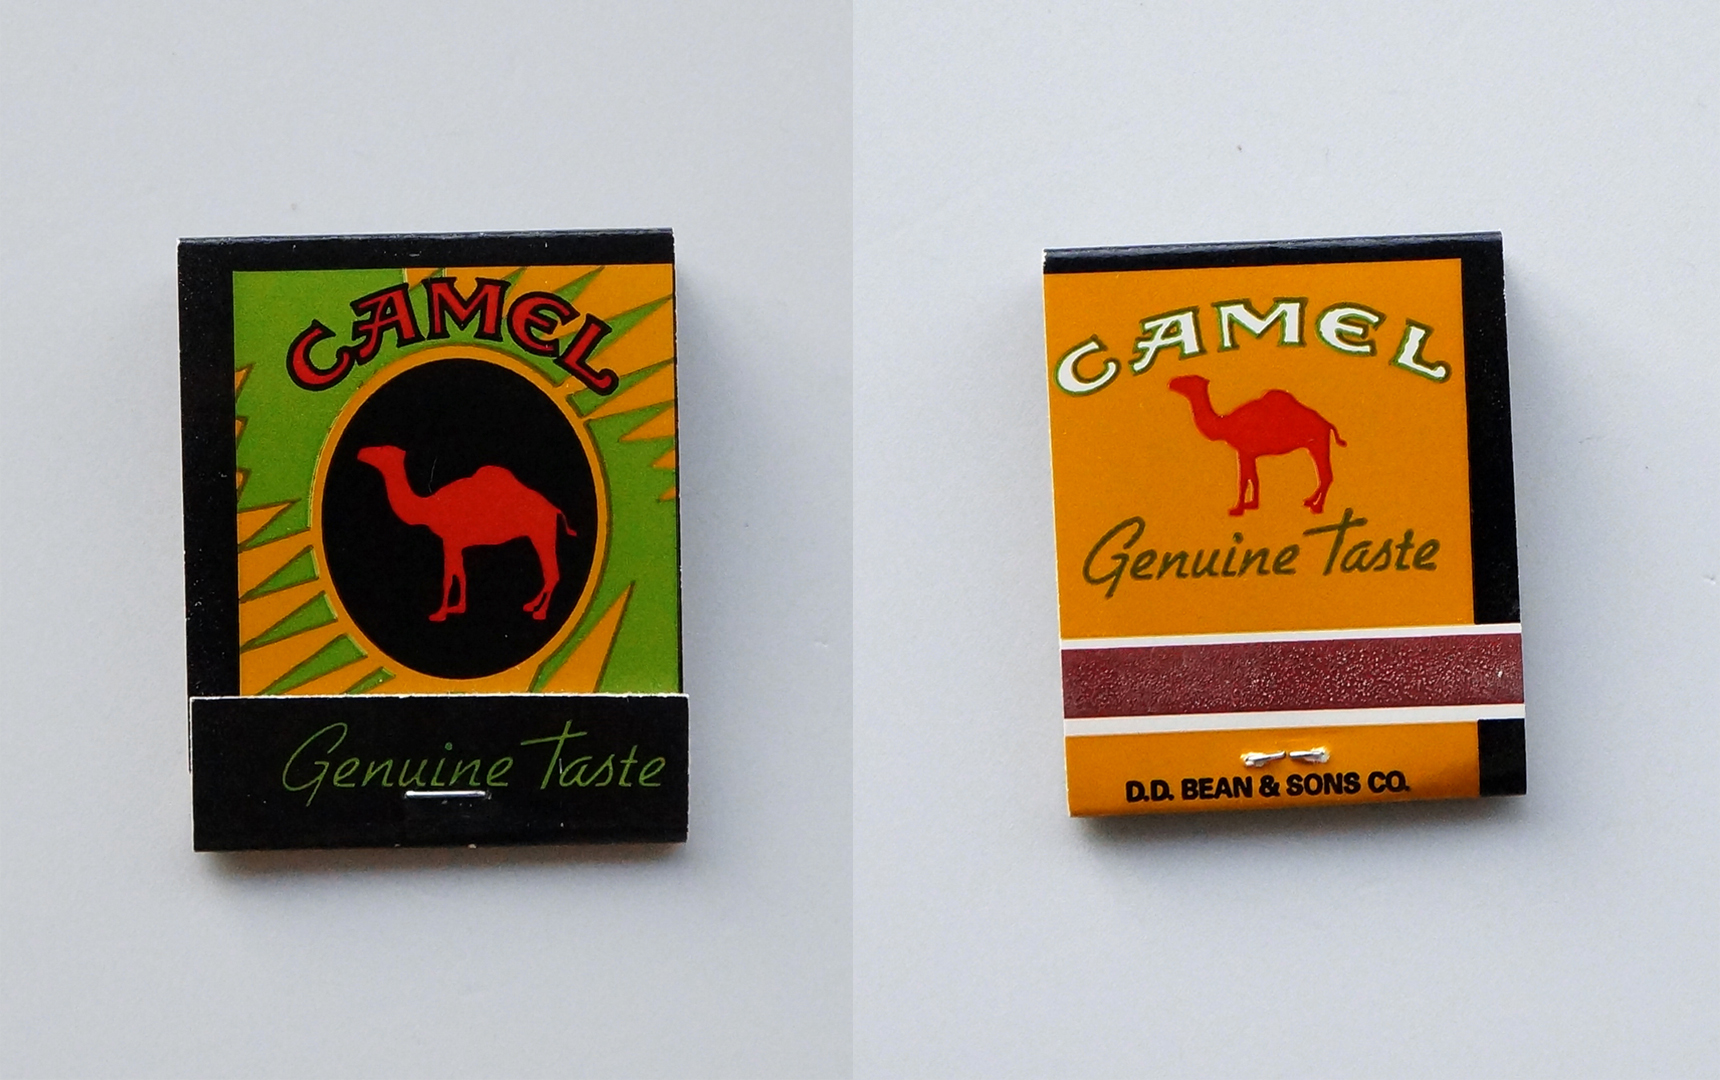 CAMEL
Genuine Taste
CAMEL
Genuine Taste
D.D. BEAN & SONS CO.